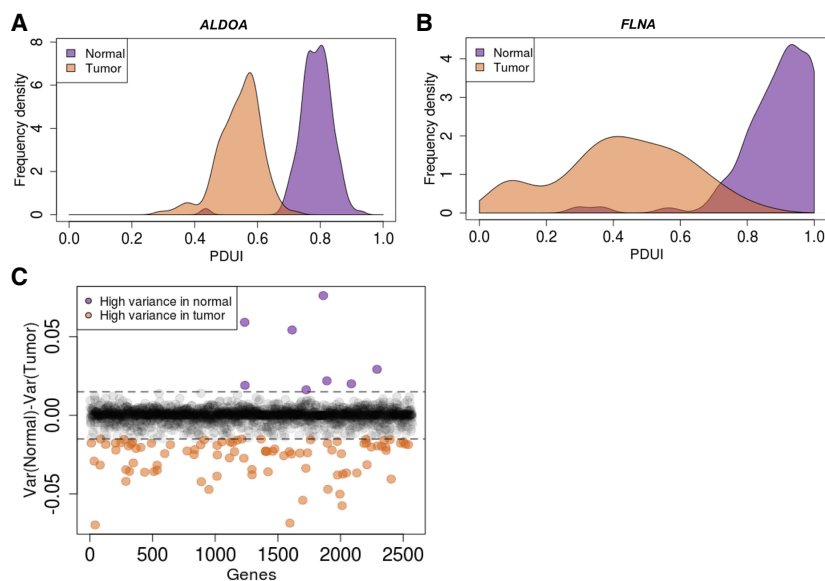 A
ALDOA
Normal
Tumor
Frequency density
0 2 4 6 8
0.0 0.2 0.4 0.6 0.8 1.0
PDUI
B
FLNA
Normal
Tumor
Frequency density
0 1 2 3 4
0.0 0.2 0.4 0.6 0.8 1.0
PDUI
C
High variance in normal
High variance in tumor
Var(Normal)-Var(Tumor)
-0.05 0.00 0.05
0 500 1000 1500 2000 2500
Genes